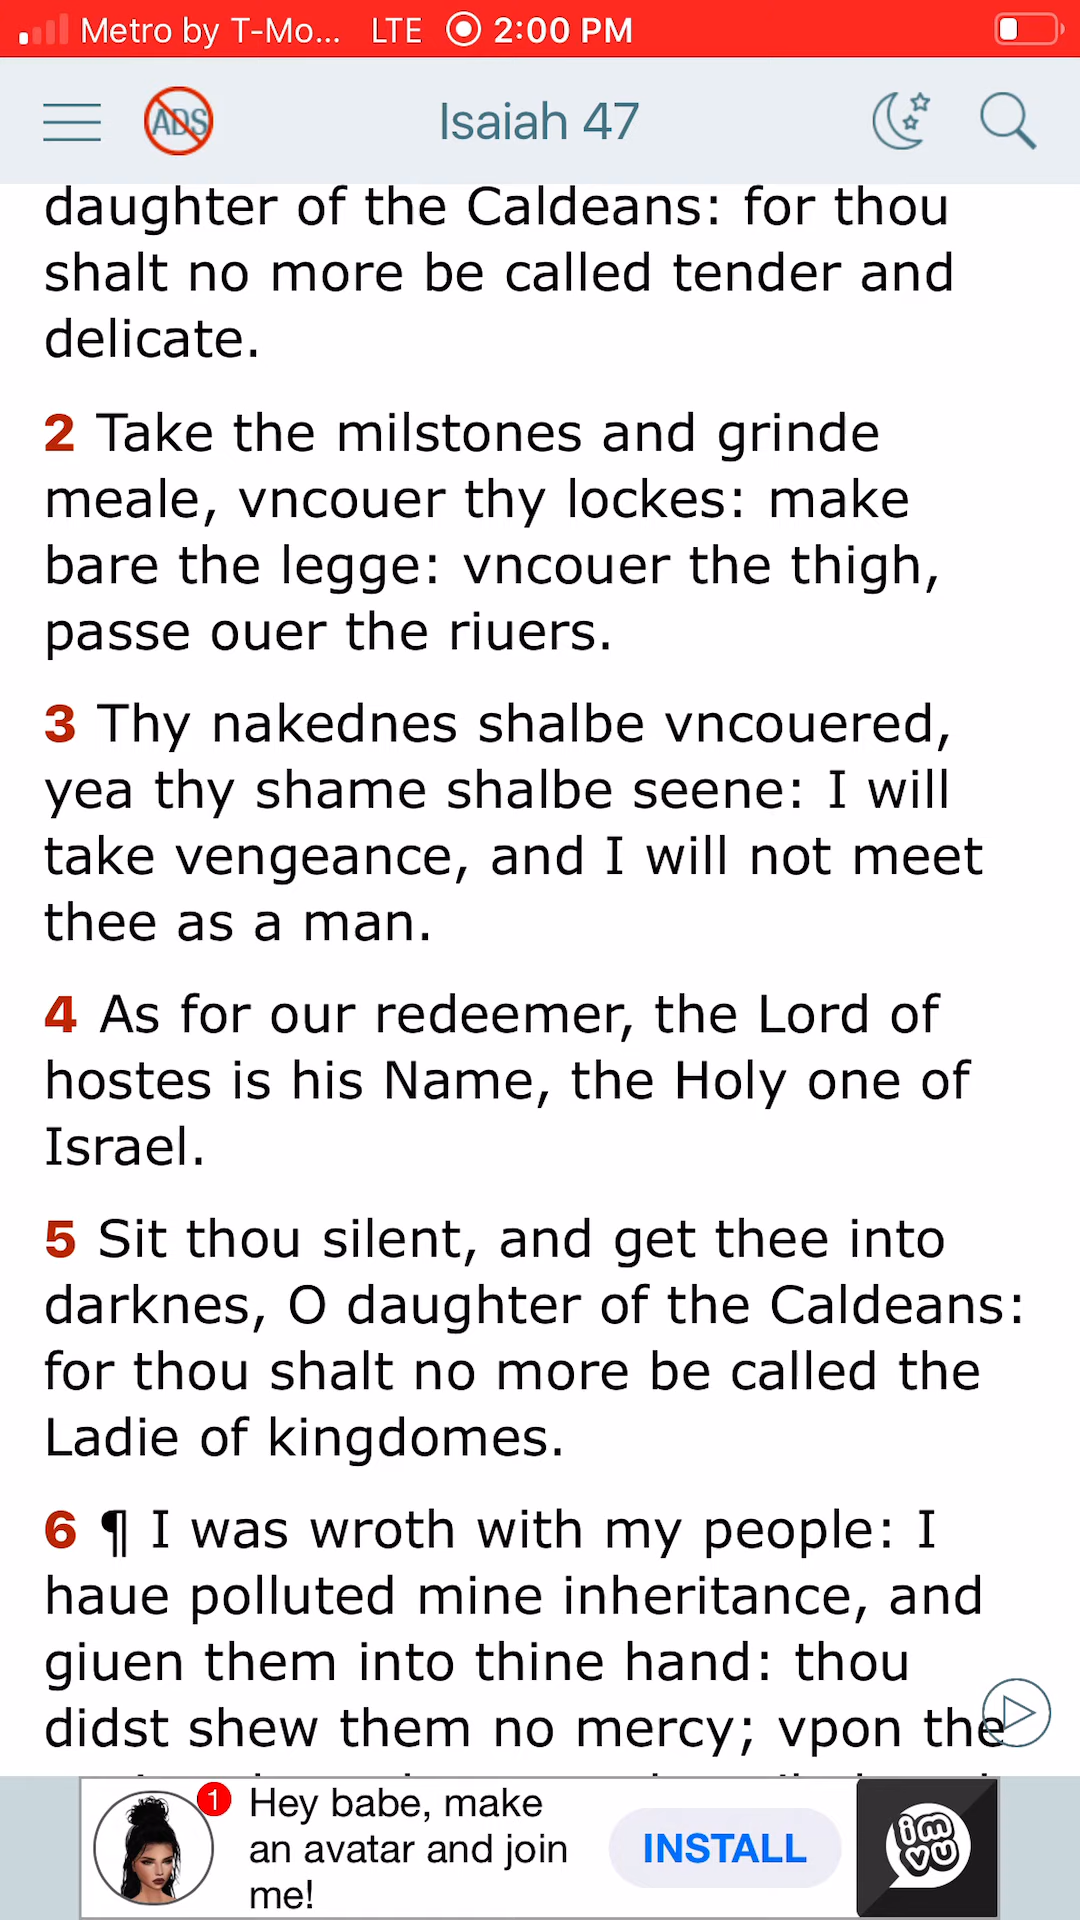 Metro by T-Mo... LTE 2:00 PM
ADS
Isaiah 47
daughter of the Caldeans: for thou
shalt no more be called tender and
delicate.
2 Take the milstones and grinde
meale, vncouer thy lockes: make
bare the legge: vncouer the thigh,
passe ouer the riuers.
3 Thy nakednes shalbe vncouered,
yea thy shame shalbe seene: I will
take vengeance, and I will not meet
thee as a man.
4 As for our redeemer, the Lord of
hostes is his Name, the Holy one of
Israel.
5 Sit thou silent, and get thee into
darknes, O daughter of the Caldeans:
for thou shalt no more be called the
Ladie of kingdomes.
6 ¶ I was wroth with my people: I
haue polluted mine inheritance, and
giuen them into thine hand: thou
didst shew them no mercy; vpon the
1
Hey babe, make
an avatar and join
me!
INSTALL
imvu